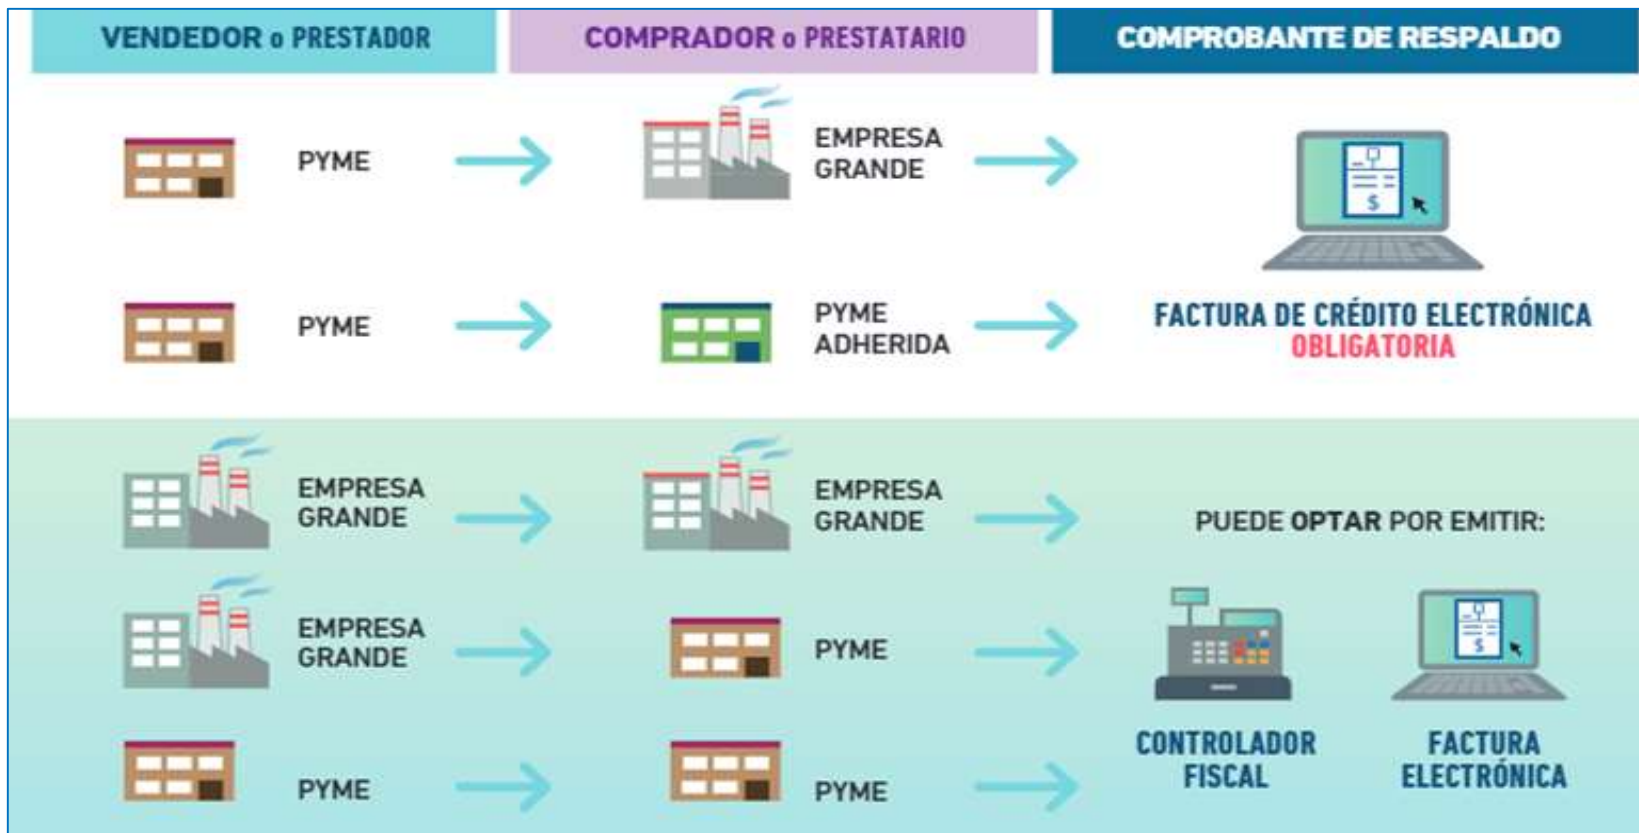 VENDEDOR o PRESTADOR
COMPRADOR o PRESTATARIO
COMPROBANTE DE RESPALDO
PYME
EMPRESA
GRANDE
$
PYME
PYME
ADHERIDA
FACTURA DE CRÉDITO ELECTRÓNICA
OBLIGATORIA
EMPRESA
GRANDE
EMPRESA
GRANDE
PUEDE OPTAR POR EMITIR:
EMPRESA
GRANDE
PYME
$
PYME
PYME
CONTROLADOR
FISCAL
FACTURA
ELECTRÓNICA